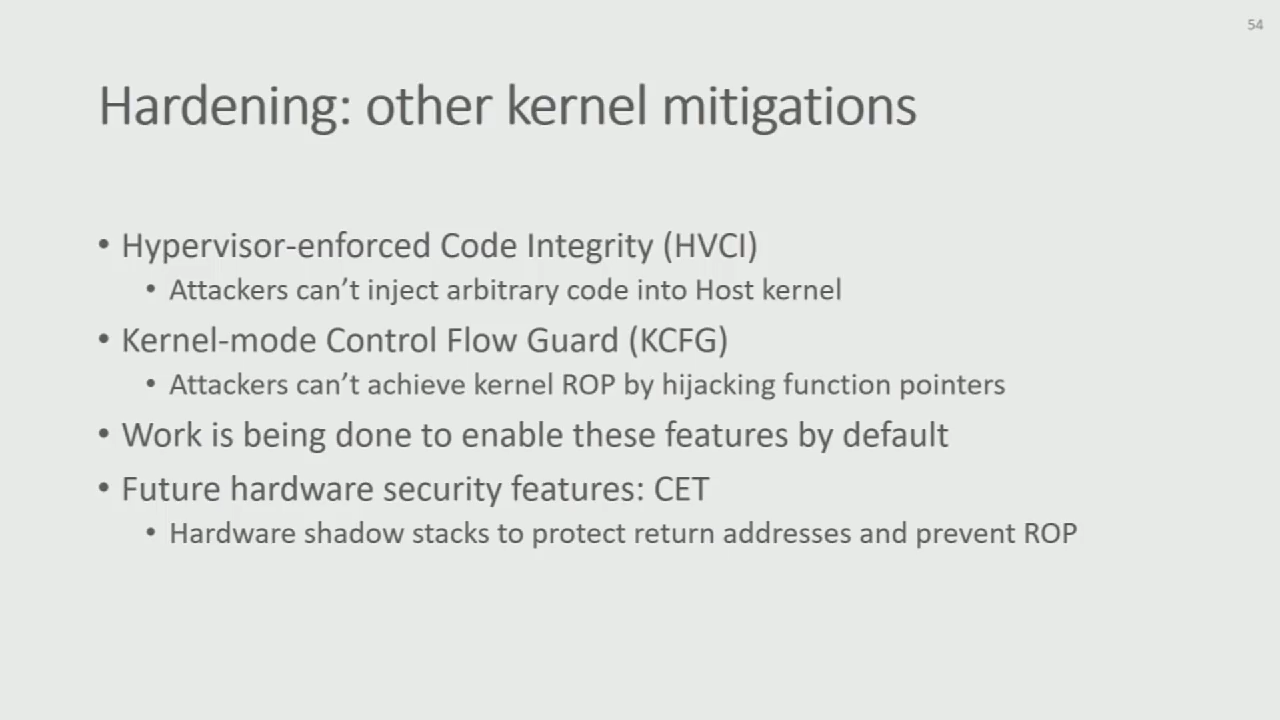 54
Hardening: other kernel mitigations
• Hypervisor-enforced Code Integrity (HVCI)
• Attackers can’t inject arbitrary code into Host kernel
• Kernel-mode Control Flow Guard (KCFG)
• Attackers can’t achieve kernel ROP by hijacking function pointers
• Work is being done to enable these features by default
• Future hardware security features: CET
• Hardware shadow stacks to protect return addresses and prevent ROP